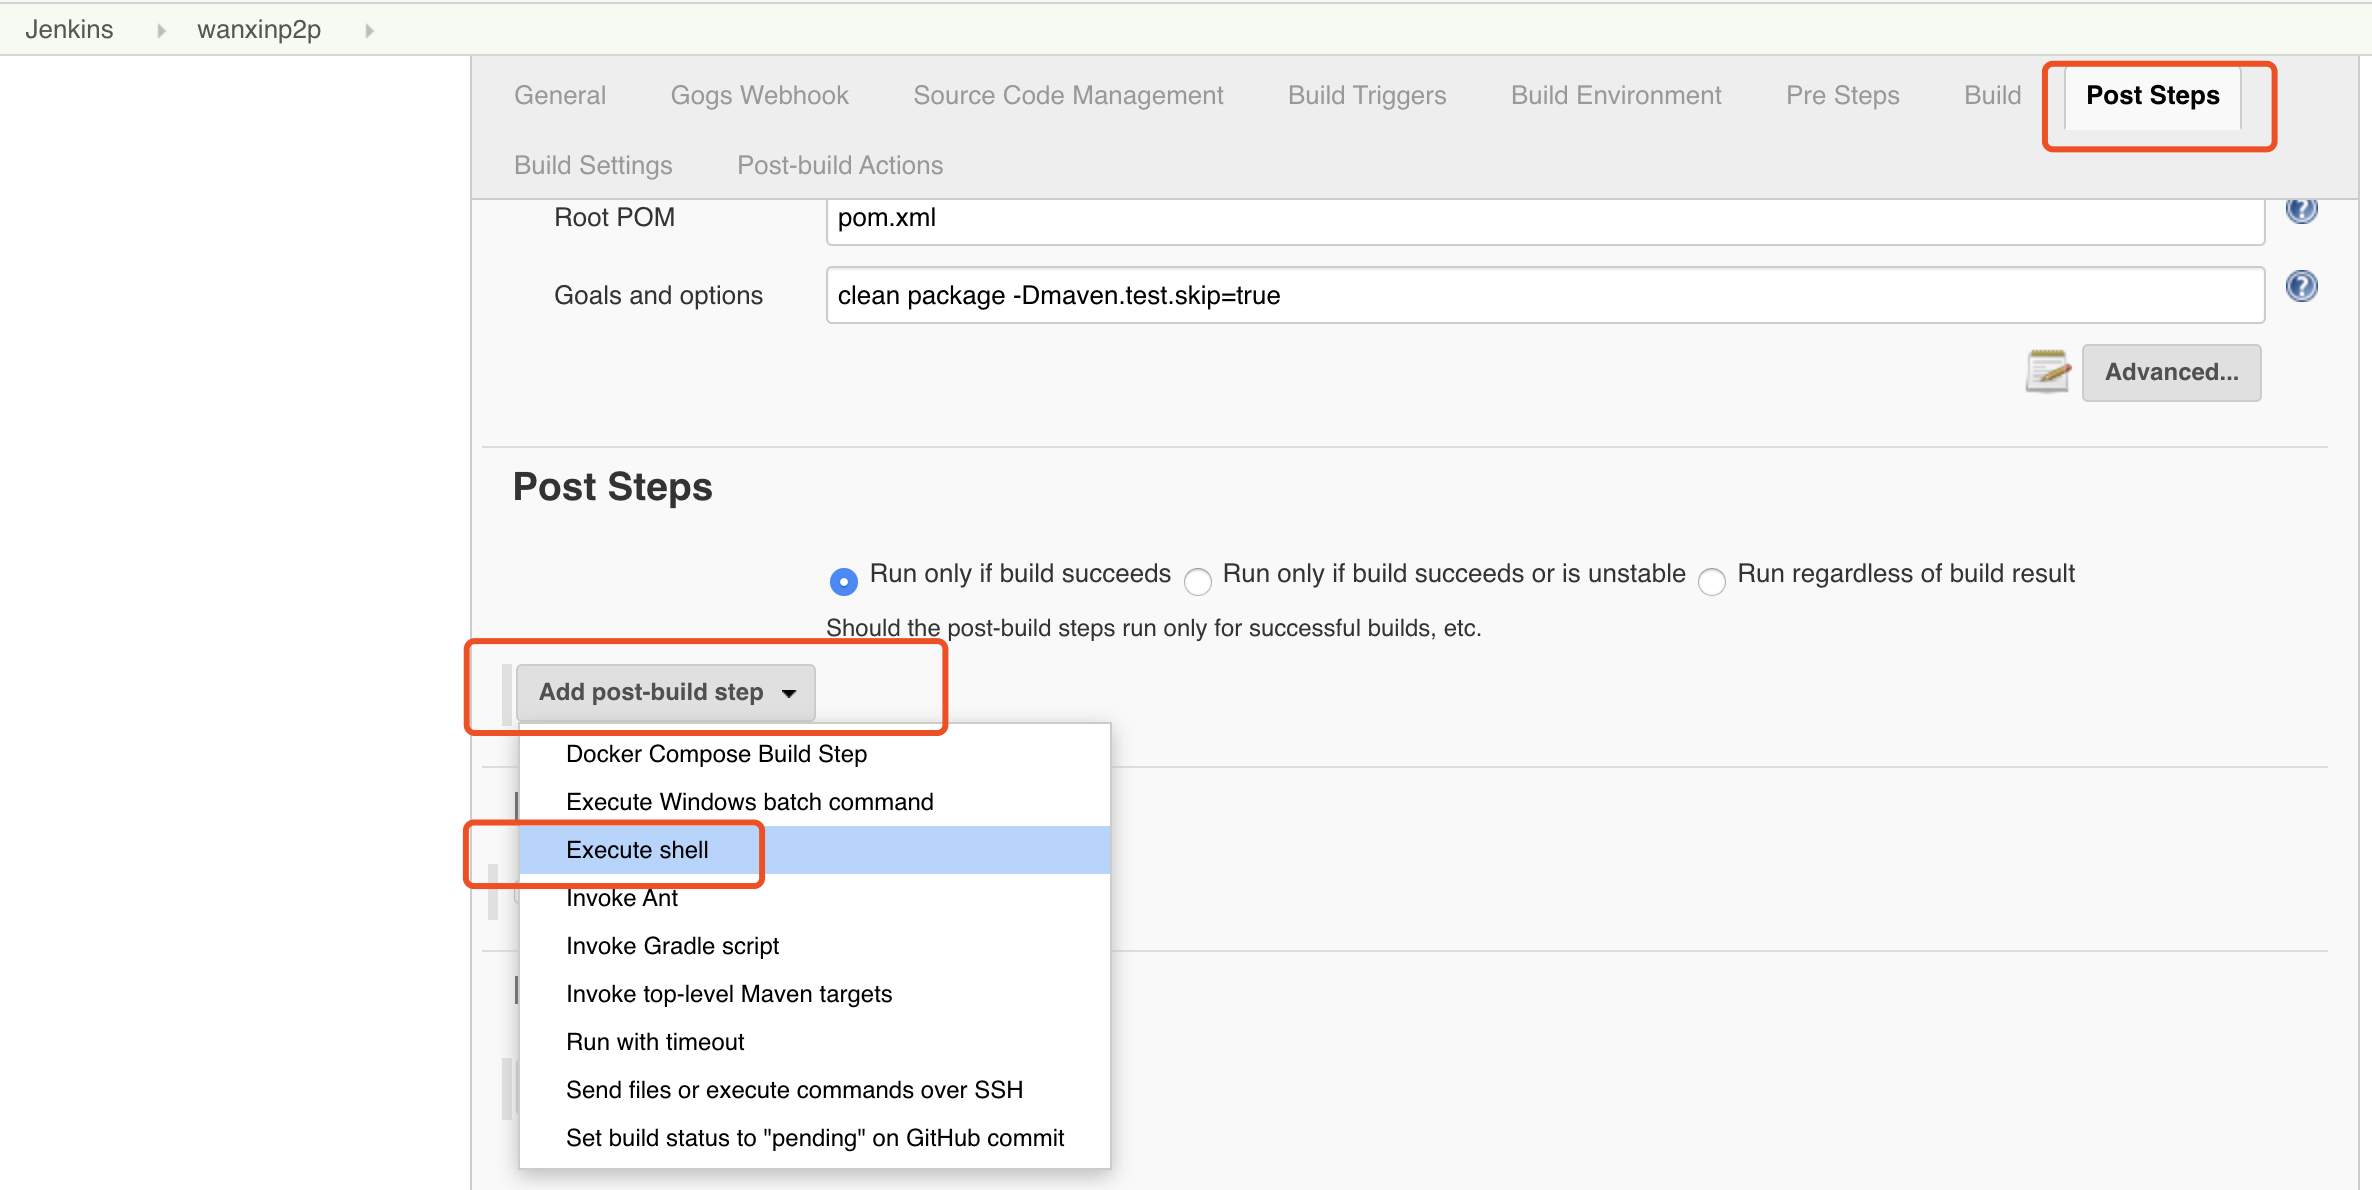 Jenkins wanxinp2p
General Gogs Webhook Source Code Management Build Triggers Build Environment Pre Steps Build Post Steps
Build Settings Post-build Actions
Root POM pom.xml
Goals and options clean package -Dmaven.test.skip=true
Advanced...
Post Steps
Run only if build succeeds Run only if build succeeds or is unstable Run regardless of build result
Should the post-build steps run only for successful builds, etc.
Add post-build step
Docker Compose Build Step
Execute Windows batch command
Execute shell
Invoke Ant
Invoke Gradle script
Invoke top-level Maven targets
Run with timeout
Send files or execute commands over SSH
Set build status to "pending" on GitHub commit